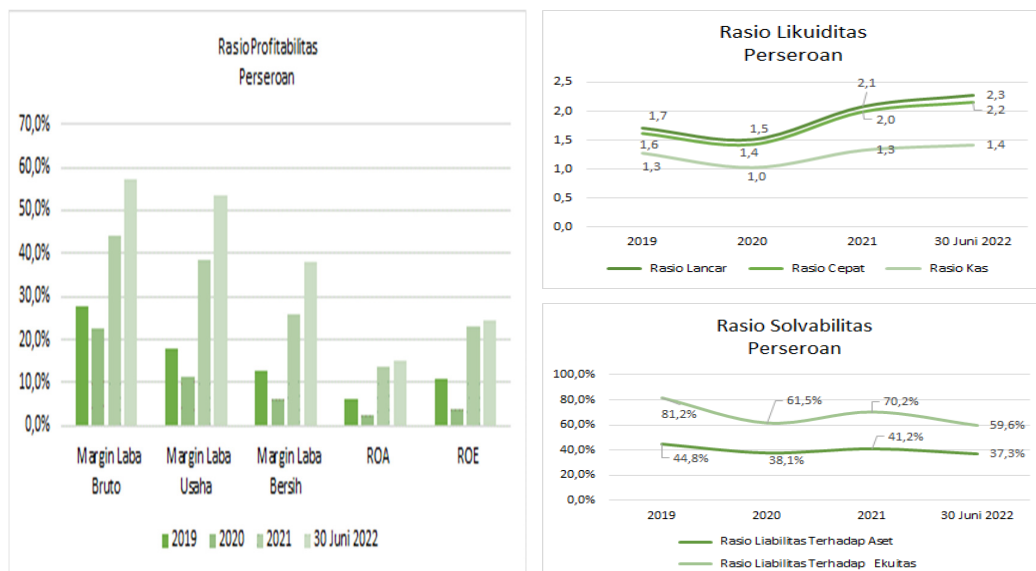 Rasio Profitabilitas
Perseroan
70,0%
60,0%
50,0%
40,0%
30,0%
20,0%
10,0%
0,0%
Margin Laba
Bruto
Margin Laba
Usaha
Margin Laba
Bersih
ROA
ROE
2019 2020 2021 30 Juni 2022
Rasio Likuiditas
Perseroan
2,5
2,0
1,5
1,0
0,5
0,0
1,7
1,5
2,1
2,3
1,6
1,4
2,0
2,2
1,3
1,0
1,3
1,4
2019 2020 2021 30 Juni 2022
Rasio Lancar Rasio Cepat Rasio Kas
Rasio Solvabilitas
Perseroan
100,0%
80,0%
60,0%
40,0%
20,0%
0,0%
81,2%
61,5%
70,2%
59,6%
44,8%
38,1%
41,2%
37,3%
2019 2020 2021 30 Juni 2022
Rasio Liabilitas Terhadap Aset
Rasio Liabilitas Terhadap Ekuitas